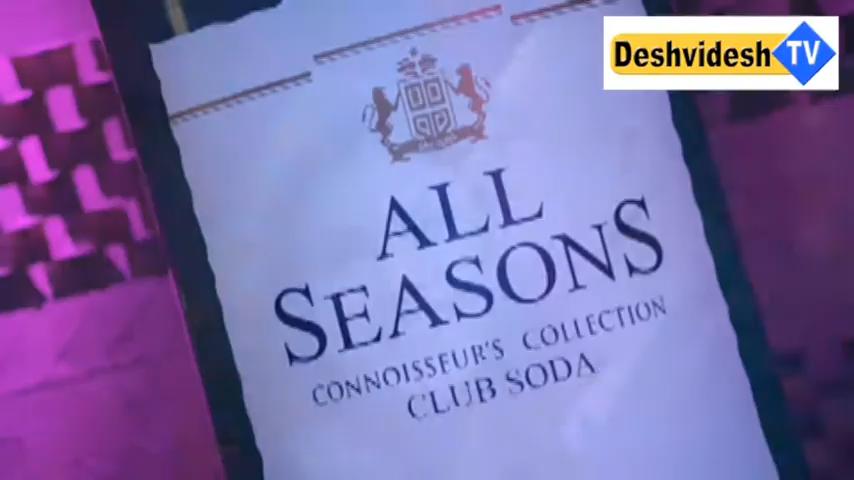 Deshvidesh TV
ALL
SEASONS
CONNOISSEUR'S COLLECTION
CLUB SODA